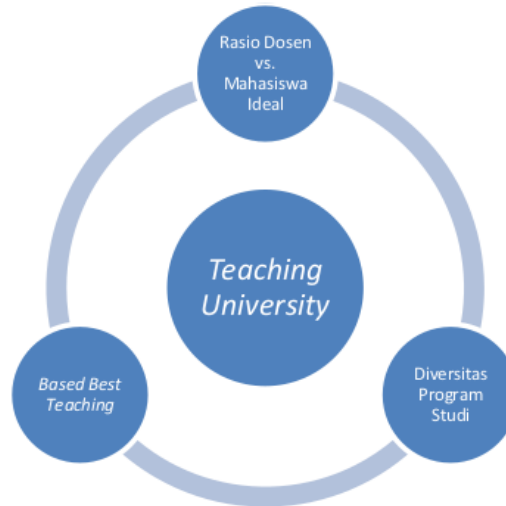 Rasio Dosen
vs.
Mahasiswa
Ideal
Teaching
University
Based Best
Teaching
Diversitas
Program
Studi